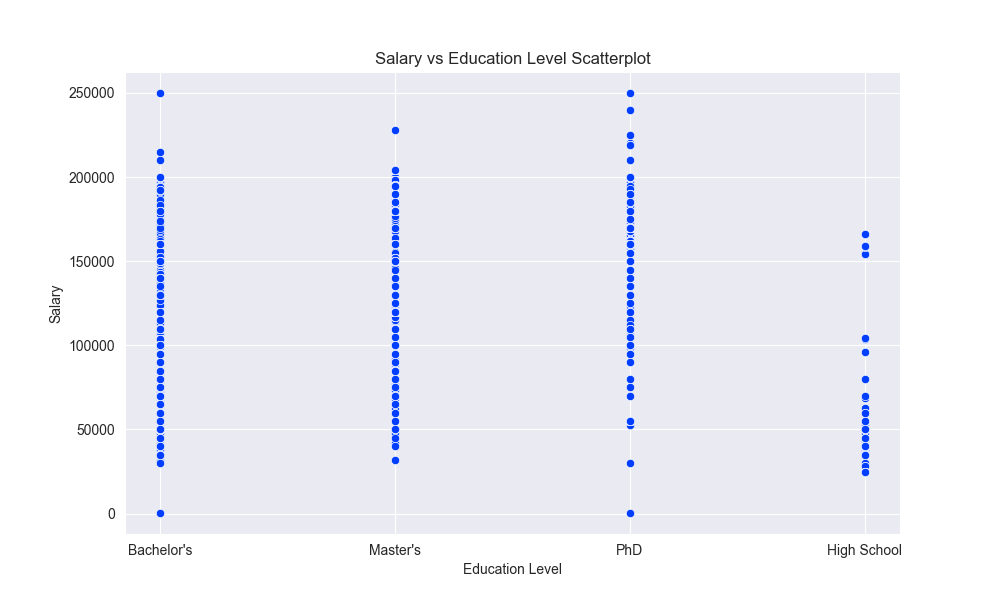 Salary vs Education Level Scatterplot
250000
200000
150000
100000
50000
0
Salary
Bachelor's Master's PhD High School
Education Level